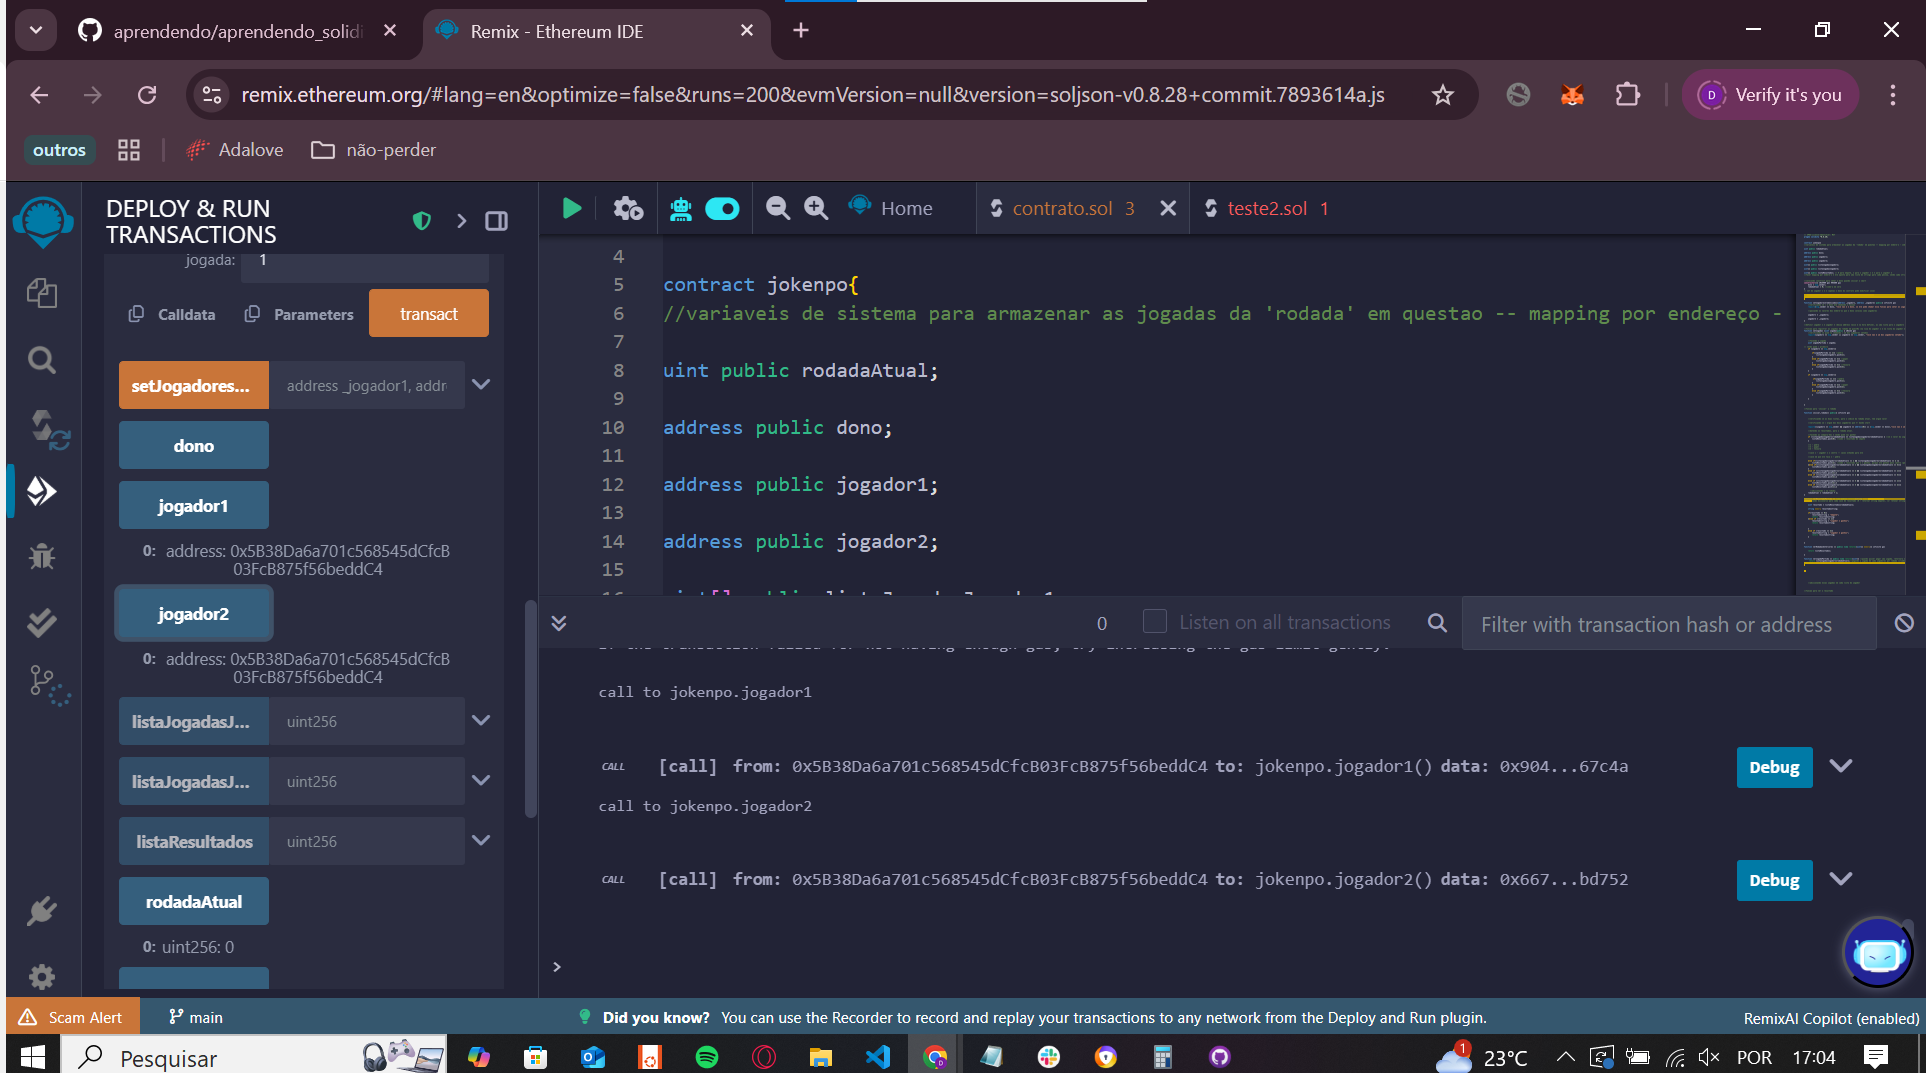 aprendendo/aprendendo_solidi
Remix - Ethereum IDE
remix.ethereum.org/#lang=en&optimize=false&runs=200&evmVersion=null&version=soljson-v0.8.28+commit.7893614a.js
D
Verify it's you
outros
Adalove
não-perder
DEPLOY & RUN
TRANSACTIONS
Home
contrato.sol 3
teste2.sol 1
jogada: 1
Calldata
Parameters
transact
setJogadores...
address _jogador1, addr
dono
jogador1
0: address: 0x5B38Da6a701c568545dCfcB
03FcB875f56beddC4
jogador2
0: address: 0x5B38Da6a701c568545dCfcB
03FcB875f56beddC4
listaJogadasJ...
uint256
listaJogadasJ...
uint256
listaResultados
uint256
rodadaAtual
0: uint256: 0
4
5 contract jokenpo{
6 //variaveis de sistema para armazenar as jogadas da 'rodada' em questao -- mapping por endereço -
7
8 uint public rodadaAtual;
9
10 address public dono;
11
12 address public jogador1;
13
14 address public jogador2;
15
0
Listen on all transactions
Filter with transaction hash or address
call to jokenpo.jogador1
CALL [call] from: 0x5B38Da6a701c568545dCfcB03FcB875f56beddC4 to: jokenpo.jogador1() data: 0x904...67c4a
Debug
call to jokenpo.jogador2
CALL [call] from: 0x5B38Da6a701c568545dCfcB03FcB875f56beddC4 to: jokenpo.jogador2() data: 0x667...bd752
Debug
>
Scam Alert
main
Did you know? You can use the Recorder to record and replay your transactions to any network from the Deploy and Run plugin.
RemixAI Copilot (enabled)
Pesquisar
1
23°C
POR
17:04